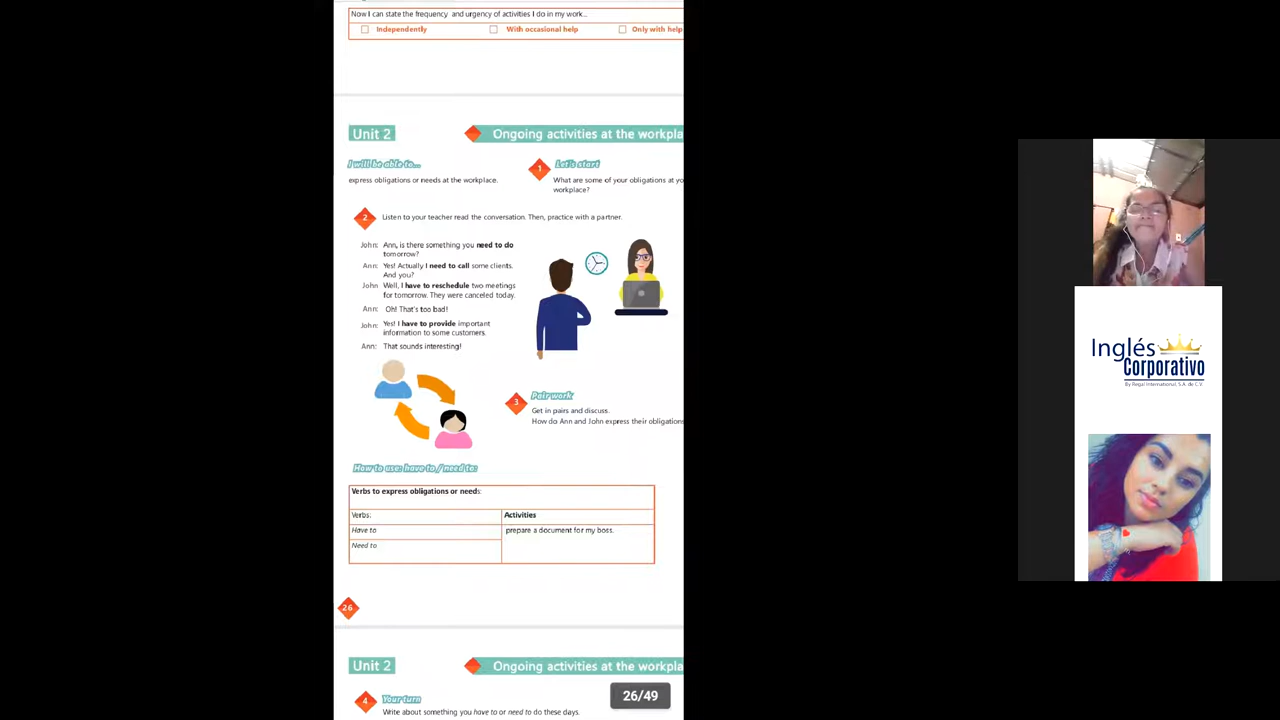 Now I can state the frequency and urgency of activities I do in my work...
Independently
With occasional help
Only with help
Unit 2
Ongoing activities at the workpla
I will be able to...
express obligations or needs at the workplace.
1
Let's start
What are some of your obligations at yo
workplace?
2
Listen to your teacher read the conversation. Then, practice with a partner.
John: Ann, is there something you need to do
tomorrow?
Ann: Yes! Actually I need to call some clients.
And you?
John Well, I have to reschedule two meetings
for tomorrow. They were canceled today.
Ann: Oh! That's too bad!
John: Yes! I have to provide important
information to some customers.
Ann: That sounds interesting!
3
Pair work
Get in pairs and discuss.
How do Ann and John express their obligations
How to use: have to / need to:
Verbs to express obligations or needs:
Verbs:
Activities
Have to
prepare a document for my boss.
Need to
26
Unit 2
Ongoing activities at the workpla
4
Your turn
Write about something you have to or need to do these days.
26/49
Inglés
Corporativo
By Regal International, S.A. de C.V.